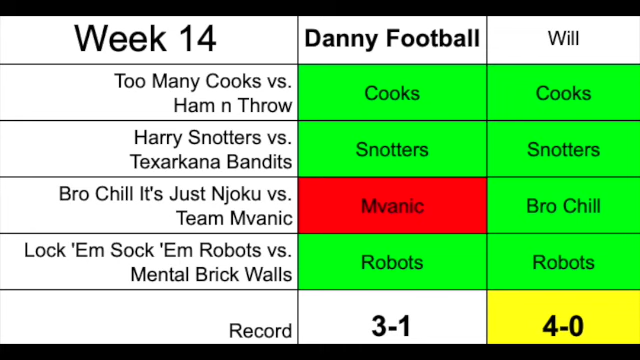 Week 14 Danny Football Will
Too Many Cooks vs.
Ham n Throw Cooks Cooks
Harry Snotters vs.
Texarkana Bandits Snotters Snotters
Bro Chill It's Just Njoku vs.
Team Mvanic Mvanic Bro Chill
Lock 'Em Sock 'Em Robots vs.
Mental Brick Walls Robots Robots
Record 3-1 4-0